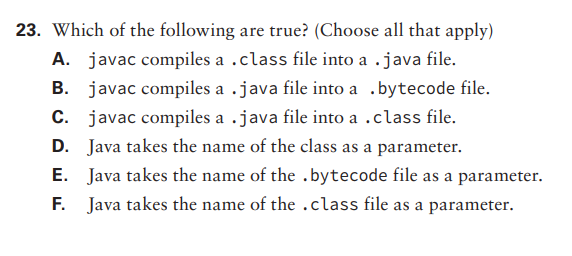 23. Which of the following are true? (Choose all that apply)
A. javac compiles a .class file into a .java file.
B. javac compiles a .java file into a .bytecode file.
C. javac compiles a .java file into a .class file.
D. Java takes the name of the class as a parameter.
E. Java takes the name of the .bytecode file as a parameter.
F. Java takes the name of the .class file as a parameter.